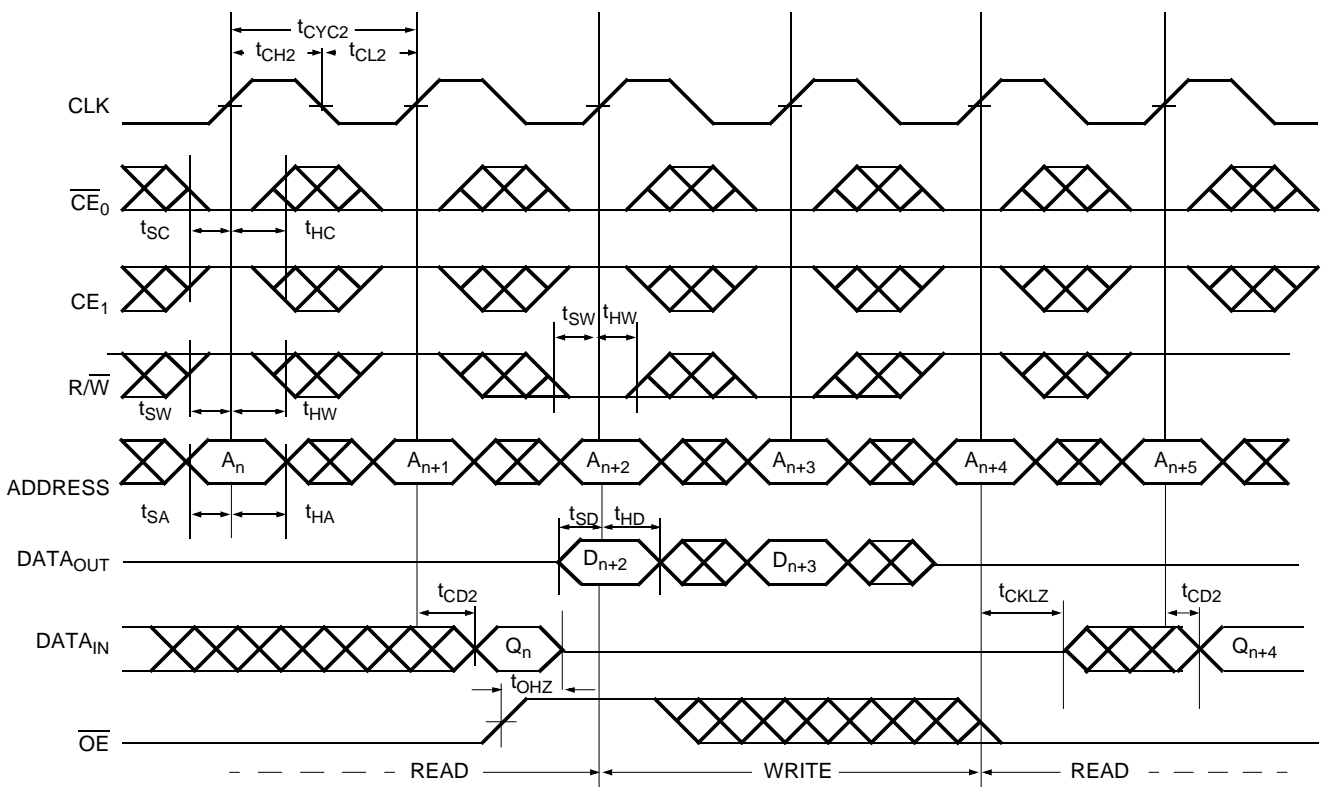 tCYC2
tCH2 tCL2
CLK
CE0
tSC tHC
CE1
tSW tHW
R/W
tSW tHW
An An+1 An+2 An+3 An+4 An+5
ADDRESS
tSA tHA tSD tHD
DATAOUT Dn+2 Dn+3
tCD2 tCKLZ tCD2
DATAIN Qn Qn+4
tOHZ
OE
READ WRITE READ